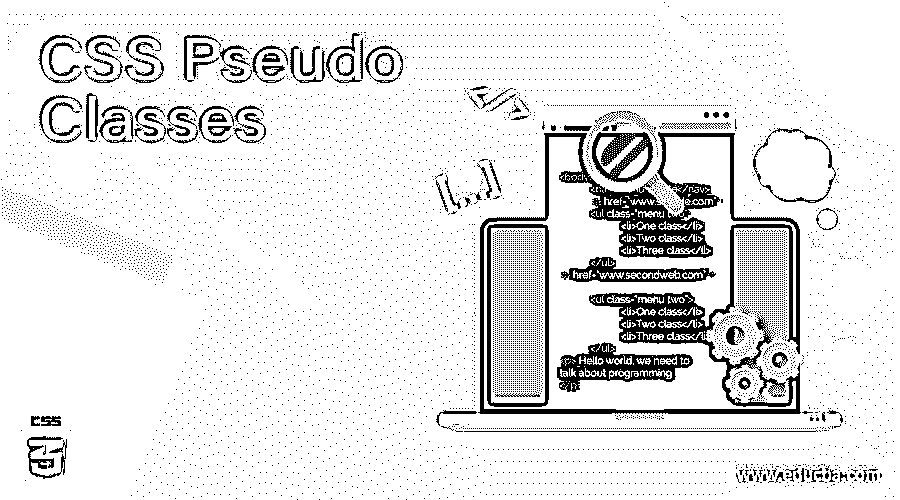 CSS Pseudo
Classes
</>
[...]
<body
</nav>
href="www. .com"
<ul class="menu two">
<li>One class</li>
<li>Two class</li>
<li>Three class</li>
</ul>
href="www.secondweb.com"
<ul class="menu two">
<li>One class</li>
<li>Two class</li>
<li>Three class</li>
</ul>
Hello world, we need to
talk about programming
CSS
www.educba.com